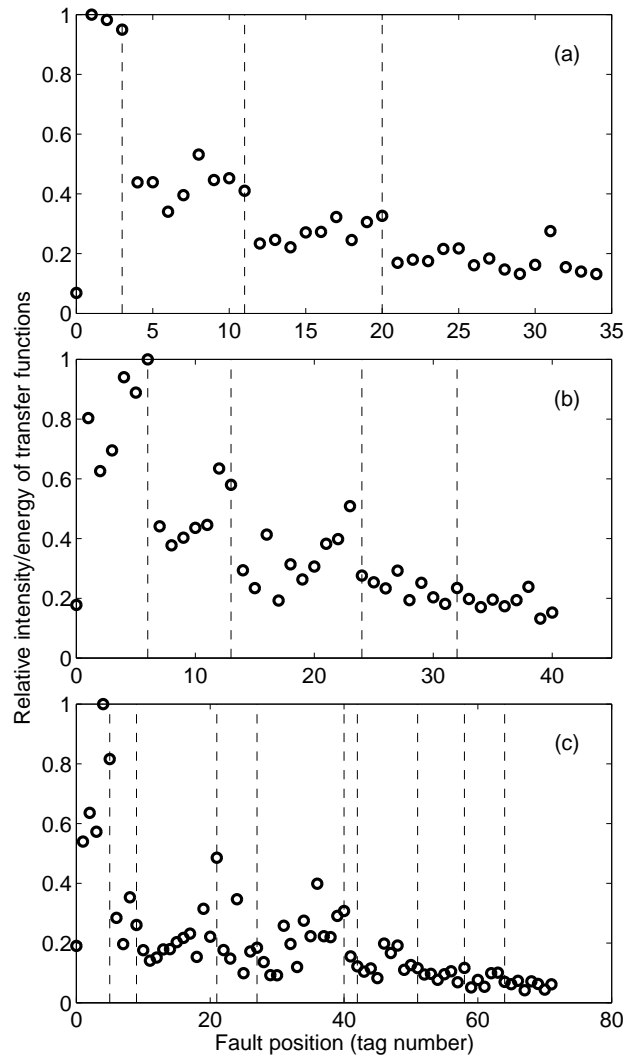 Relative intensity/energy of transfer functions
1
0.8
0.6
0.4
0.2
0
(a)
0 5 10 15 20 25 30 35
1
0.8
0.6
0.4
0.2
0
(b)
0 10 20 30 40
1
0.8
0.6
0.4
0.2
0
(c)
0 20 40 60 80
Fault position (tag number)